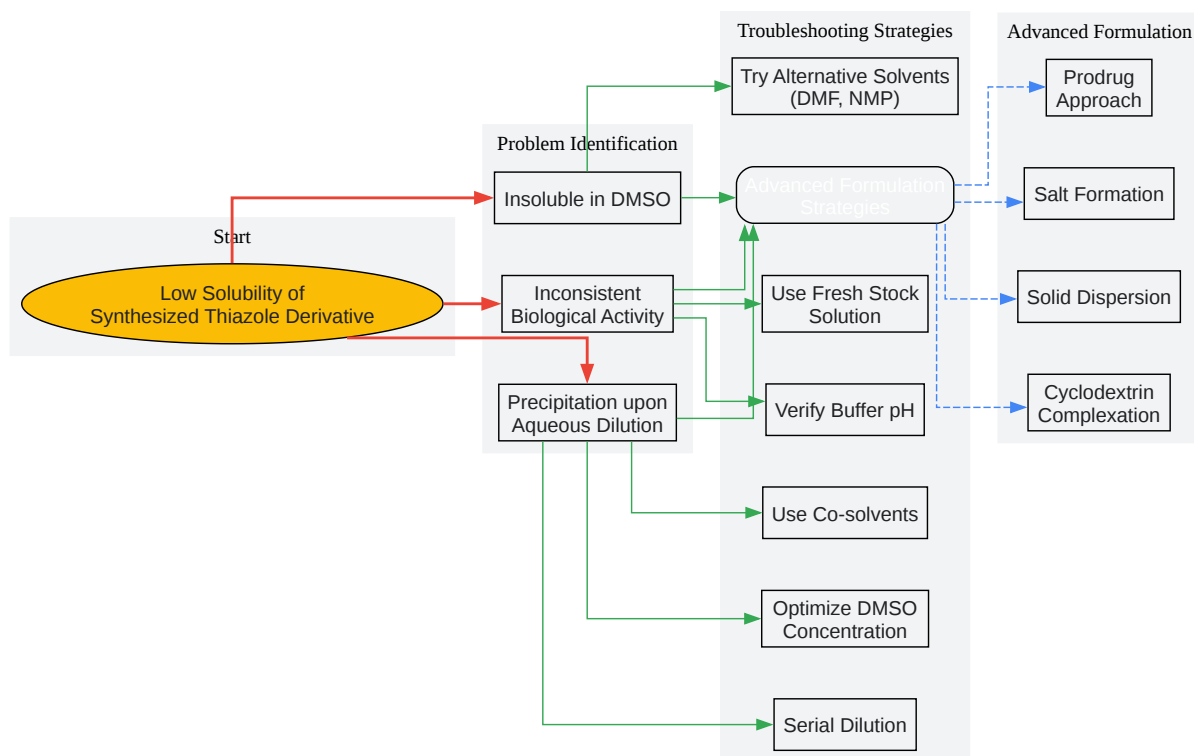 Start
Low Solubility of
Synthesized Thiazole Derivative
Problem Identification
Insoluble in DMSO
Inconsistent
Biological Activity
Precipitation upon
Aqueous Dilution
Troubleshooting Strategies
Try Alternative Solvents
(DMF, NMP)
Advanced Formulation
Strategies
Use Fresh Stock
Solution
Verify Buffer pH
Use Co-solvents
Optimize DMSO
Concentration
Serial Dilution
Advanced Formulation
Prodrug
Approach
Salt Formation
Solid Dispersion
Cyclodextrin
Complexation